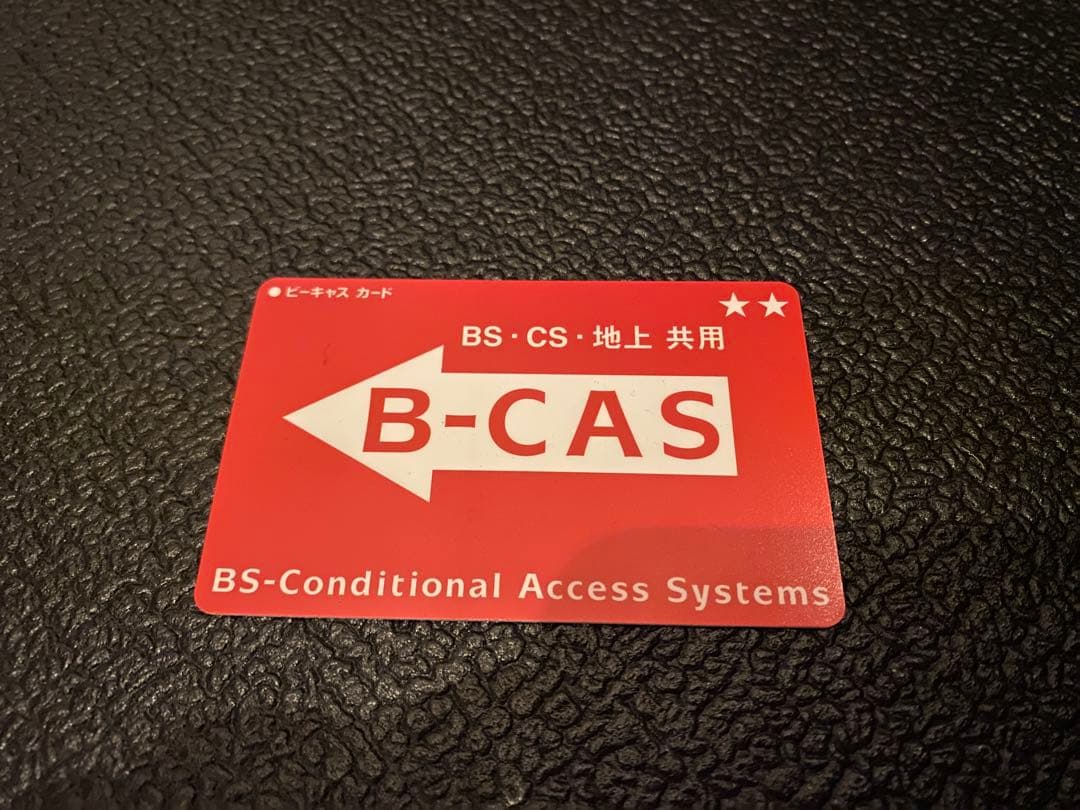 ●ビーキャス カード
★★
BS・CS・地上 共用
B-CAS
BS-Conditional Access Systems